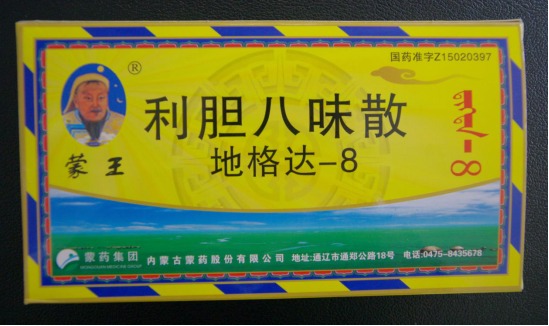 国药准字Z15020397
®
利胆八味散
地格达-8
蒙王
-8
蒙药集团
内蒙古蒙药股份有限公司 地址:通辽市通郑公路18号 电话:0475-8435678